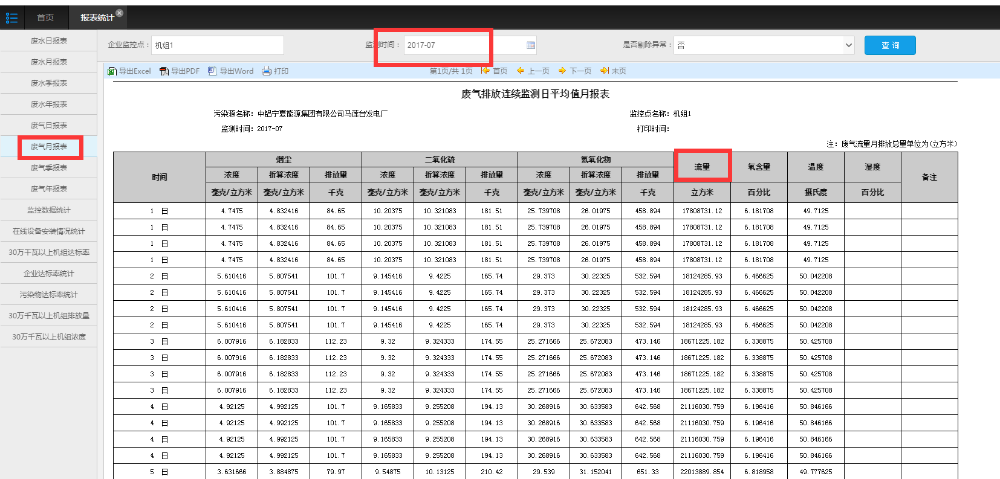 首页 报表统计
废水日报表
废水月报表
废水季报表
废水年报表
废气日报表
废气月报表
废气季报表
废气年报表
监控数据统计
在线设备安装情况统计
30万千瓦以上机组达标率
企业达标率统计
污染物达标率统计
30万千瓦以上机组排放量
30万千瓦以上机组浓度
企业监控点： 机组1 监测时间： 2017-07 是否剔除异常： 否 查 询
导出Excel 导出PDF 导出Word 打印 第1页/共 1页 首页 上一页 下一页 末页
废气排放连续监测日平均值月报表
污染源名称：中铝宁夏能源集团有限公司马莲台发电厂 监控点名称：机组1
监测时间：2017-07 打印时间：
注：废气流量月排放总量单位为(立方米)
时间 烟尘 二氧化硫 氮氧化物 流量 氧含量 温度 湿度 备注
浓度 折算浓度 排放量 浓度 折算浓度 排放量 浓度 折算浓度 排放量
毫克/立方米 毫克/立方米 千克 毫克/立方米 毫克/立方米 千克 毫克/立方米 毫克/立方米 千克 立方米 百分比 摄氏度 百分比
1 日 4.7475 4.832416 84.65 10.20375 10.321083 181.51 25.739708 26.01975 458.894 17808731.12 6.181708 49.7125
1 日 4.7475 4.832416 84.65 10.20375 10.321083 181.51 25.739708 26.01975 458.894 17808731.12 6.181708 49.7125
1 日 4.7475 4.832416 84.65 10.20375 10.321083 181.51 25.739708 26.01975 458.894 17808731.12 6.181708 49.7125
1 日 4.7475 4.832416 84.65 10.20375 10.321083 181.51 25.739708 26.01975 458.894 17808731.12 6.181708 49.7125
2 日 5.610416 5.807541 101.7 9.145416 9.4225 165.74 29.373 30.22325 532.594 18124285.93 6.466625 50.042208
2 日 5.610416 5.807541 101.7 9.145416 9.4225 165.74 29.373 30.22325 532.594 18124285.93 6.466625 50.042208
2 日 5.610416 5.807541 101.7 9.145416 9.4225 165.74 29.373 30.22325 532.594 18124285.93 6.466625 50.042208
2 日 5.610416 5.807541 101.7 9.145416 9.4225 165.74 29.373 30.22325 532.594 18124285.93 6.466625 50.042208
3 日 6.007916 6.182833 112.23 9.32 9.324333 174.55 25.271666 25.672083 473.146 18671225.182 6.338875 50.425708
3 日 6.007916 6.182833 112.23 9.32 9.324333 174.55 25.271666 25.672083 473.146 18671225.182 6.338875 50.425708
3 日 6.007916 6.182833 112.23 9.32 9.324333 174.55 25.271666 25.672083 473.146 18671225.182 6.338875 50.425708
3 日 6.007916 6.182833 112.23 9.32 9.324333 174.55 25.271666 25.672083 473.146 18671225.182 6.338875 50.425708
4 日 4.92125 4.992125 101.7 9.165833 9.255208 194.13 30.268916 30.633583 642.568 21116030.759 6.196416 50.846166
4 日 4.92125 4.992125 101.7 9.165833 9.255208 194.13 30.268916 30.633583 642.568 21116030.759 6.196416 50.846166
4 日 4.92125 4.992125 101.7 9.165833 9.255208 194.13 30.268916 30.633583 642.568 21116030.759 6.196416 50.846166
4 日 4.92125 4.992125 101.7 9.165833 9.255208 194.13 30.268916 30.633583 642.568 21116030.759 6.196416 50.846166
5 日 3.631666 3.884875 79.97 9.54875 10.13125 210.42 29.539 31.152041 651.33 22013889.854 6.818958 49.777625